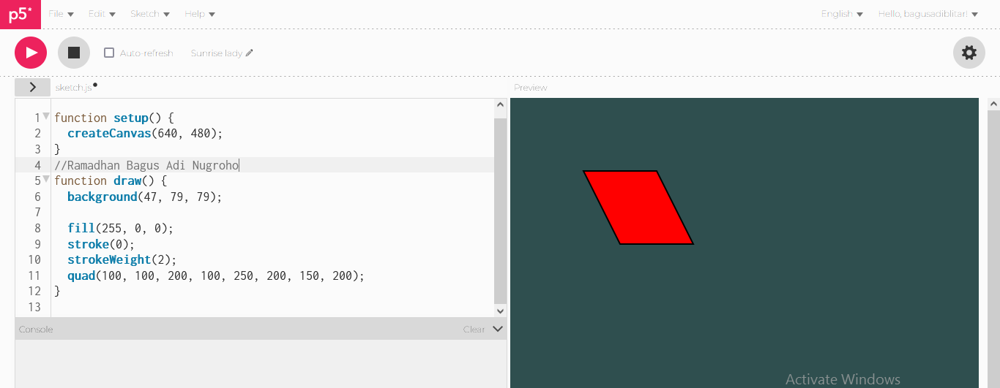 p5* File Edit Sketch Help English Hello, bagusadiblitar!
Auto-refresh Sunrise lady
sketch.js Preview
1 function setup() {
2 createCanvas(640, 480);
3 }
4 //Ramadhan Bagus Adi Nugroho
5 function draw() {
6 background(47, 79, 79);
7
8 fill(255, 0, 0);
9 stroke(0);
10 strokeWeight(2);
11 quad(100, 100, 200, 100, 250, 200, 150, 200);
12 }
13
Console Clear
Activate Windows